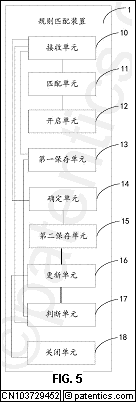 1
规则匹配装置
10
接收单元
11
匹配单元
12
开启单元
13
第一保存单元
14
确定单元
15
第二保存单元
16
更新单元
17
判断单元
18
关闭单元
FIG. 5
CN103729452 @ patentics.com